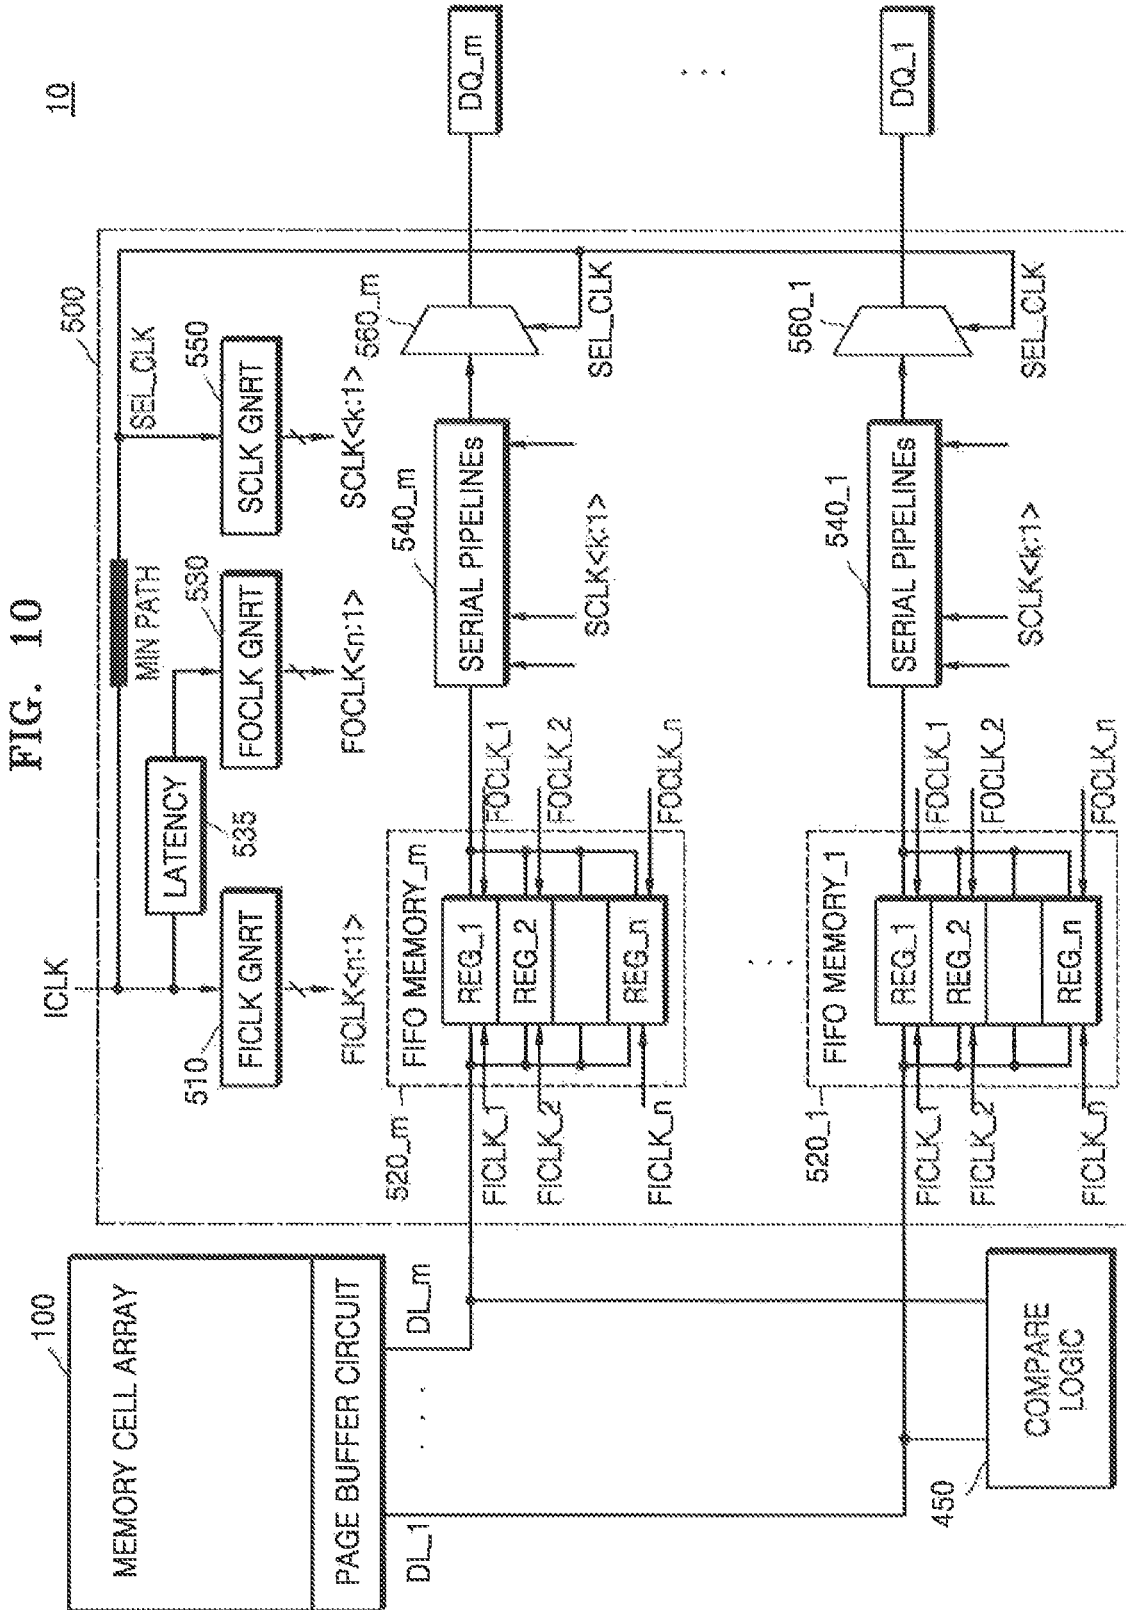 FIG. 10
10
500
ICLK
SEL_CLK
MIN PATH
LATENCY
535
510
530
550
FICLK GNRT
FOCLK GNRT
SCLK GNRT
FICLK<n:1>
FOCLK<n:1>
SCLK<k:1>
100
MEMORY CELL ARRAY
PAGE BUFFER CIRCUIT
DL_1
. . .
DL_m
520_m
FIFO MEMORY_m
REG_1
REG_2
REG_n
FICLK_1
FICLK_2
FICLK_n
FOCLK_1
FOCLK_2
FOCLK_n
540_m
SERIAL PIPELINEs
SCLK<k:1>
560_m
SEL_CLK
DQ_m
. . .
. . .
520_1
FIFO MEMORY_1
REG_1
REG_2
REG_n
FICLK_1
FICLK_2
FICLK_n
FOCLK_1
FOCLK_2
FOCLK_n
540_1
SERIAL PIPELINEs
SCLK<k:1>
560_1
SEL_CLK
DQ_1
450
COMPARE
LOGIC